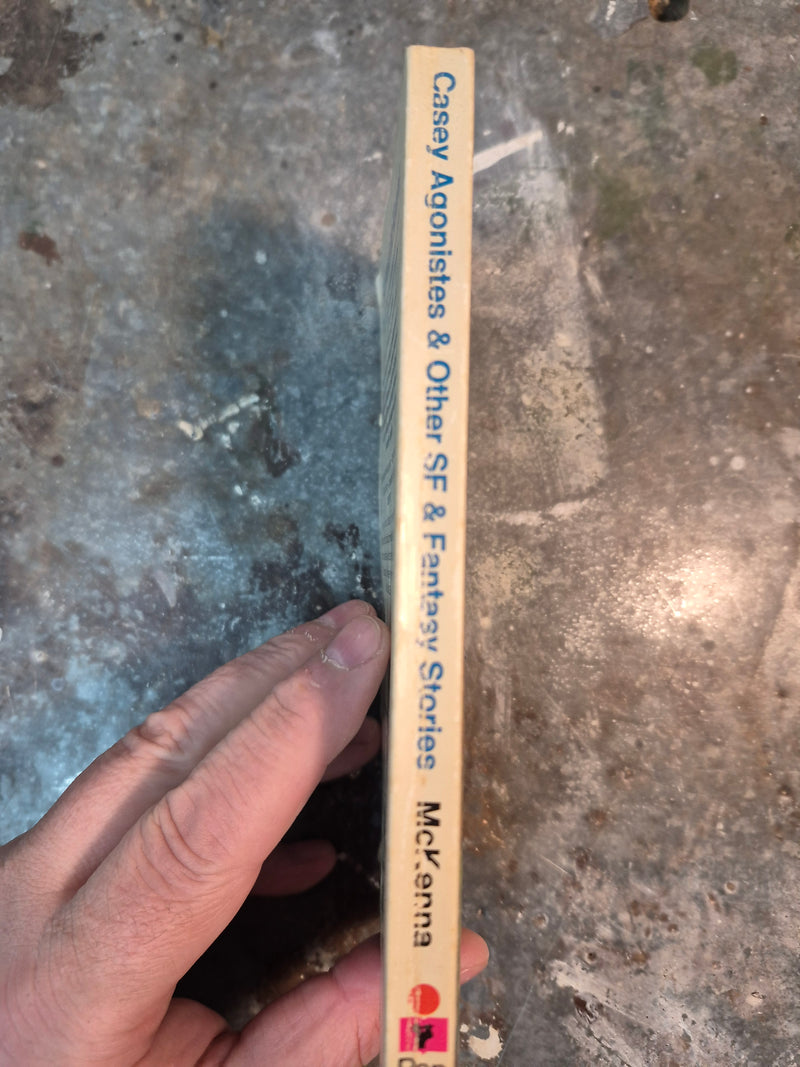 Casey Agonistes & Other SF & Fantasy Stories
McKenna